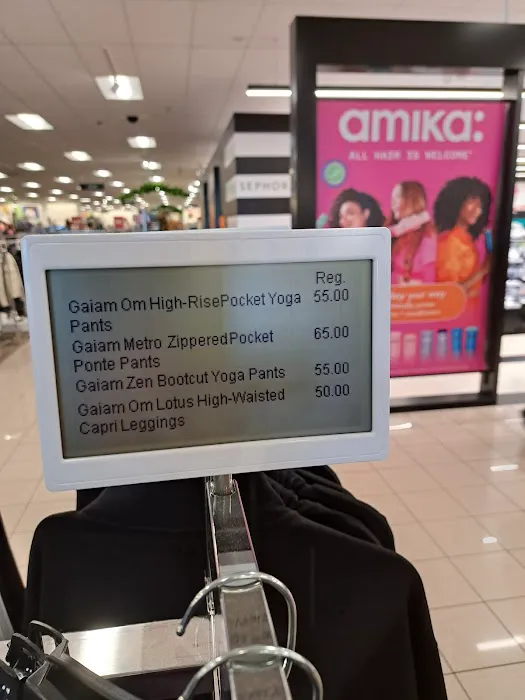 amika:
ALL HAIR IS WELCOME
SEPHORA
Reg.
Gaiam Om High-RisePocket Yoga 55.00
Pants
Gaiam Metro ZipperedPocket 65.00
Ponte Pants
Gaiam Zen Bootcut Yoga Pants 55.00
Gaiam Om Lotus High-Waisted 50.00
Capri Leggings
your way